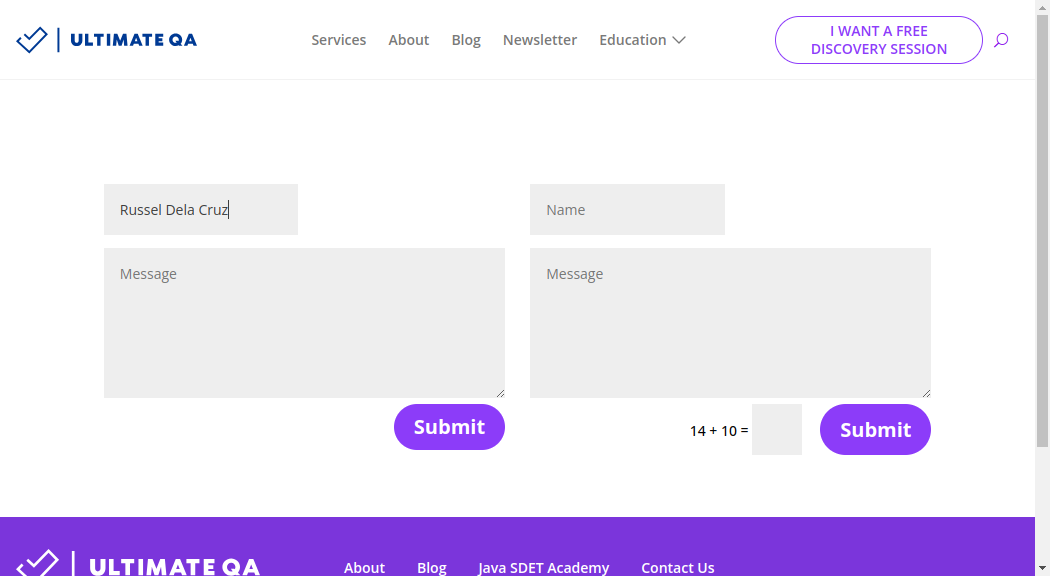 ULTIMATE QA
Services About Blog Newsletter Education
I WANT A FREE
DISCOVERY SESSION
Russel Dela Cruz
Name
Message
Message
Submit
14 + 10 =
Submit
ULTIMATE QA
About Blog Java SDET Academy Contact Us